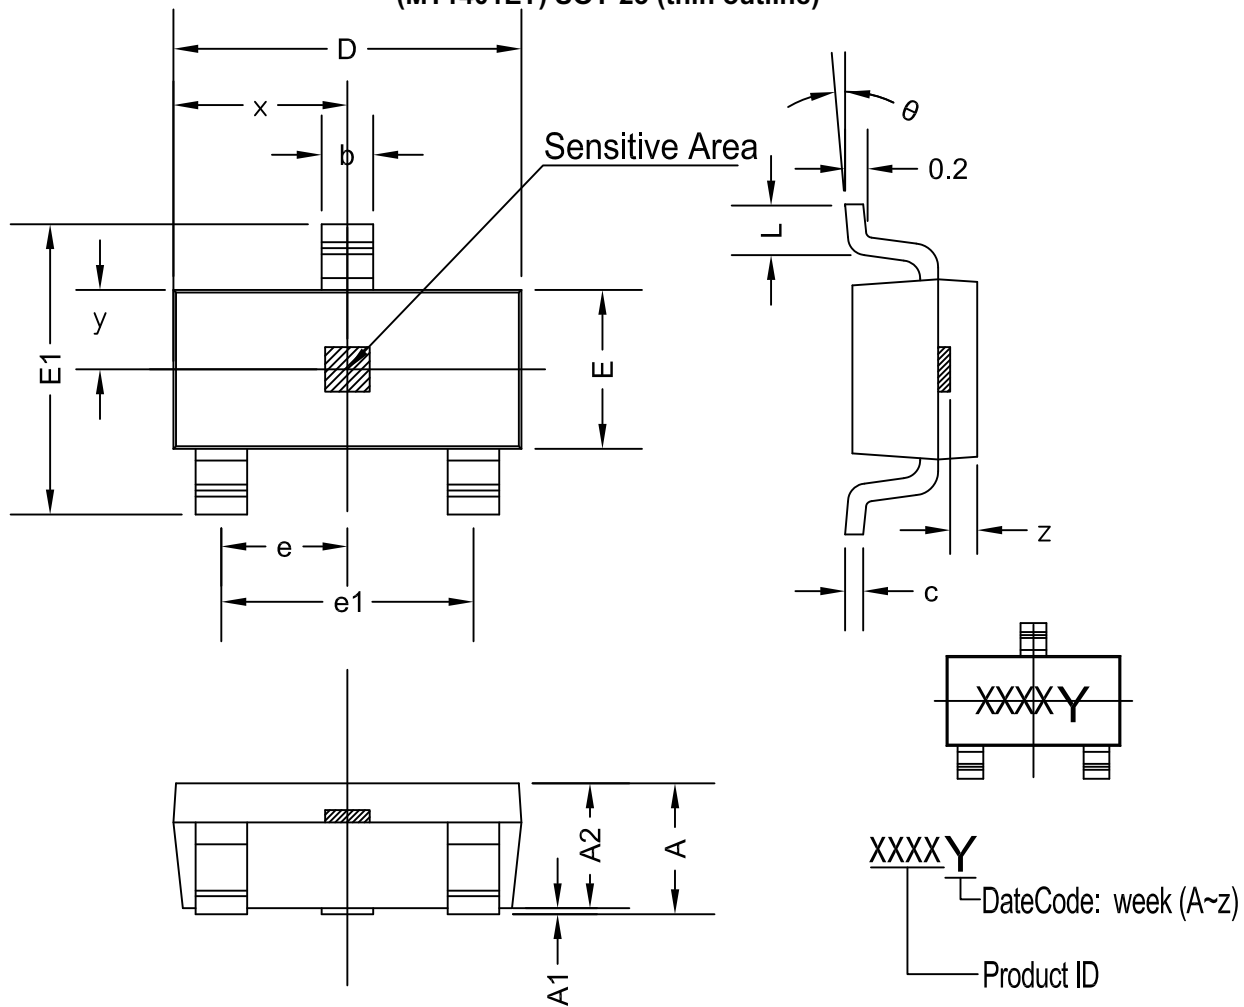 D
x
b
Sensitive Area
θ
0.2
L
y
E1
E
e
z
e1
c
XXXXY
A2
A
XXXXY
DateCode: week (A~z)
A1
Product ID